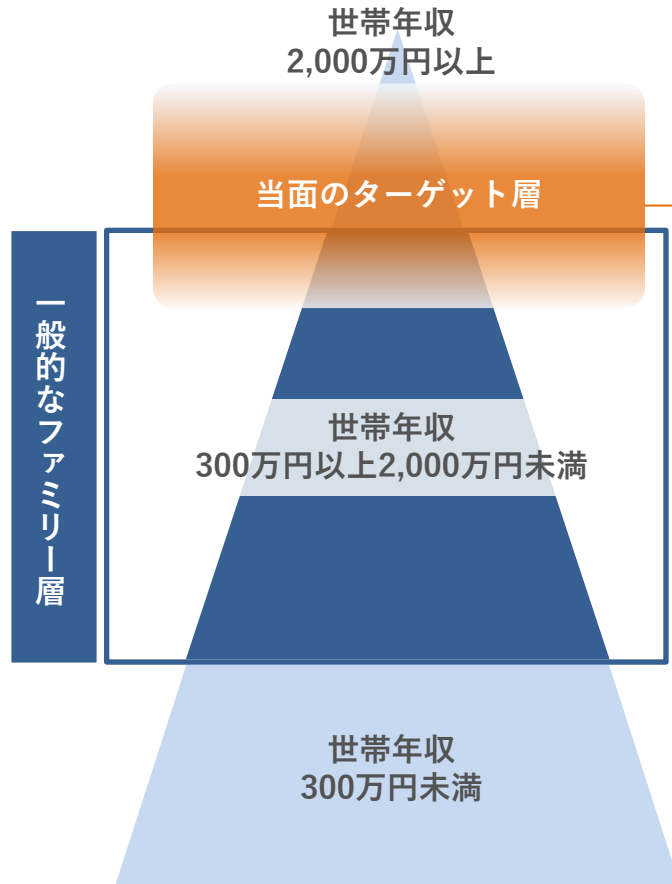 世帯年収
2,000万円以上
当面のターゲット層
一般的なファミリー層
世帯年収
300万円以上2,000万円未満
世帯年収
300万円未満